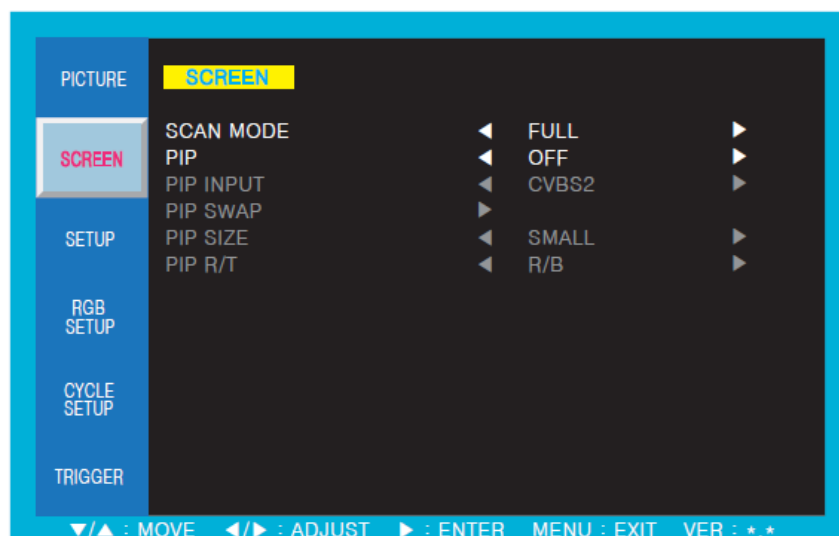 PICTURE
SCREEN
SETUP
RGB
SETUP
CYCLE
SETUP
TRIGGER
SCREEN
SCAN MODE ◀ FULL ▶
PIP ◀ OFF ▶
PIP INPUT ◀ CVBS2 ▶
PIP SWAP ▶
PIP SIZE ◀ SMALL ▶
PIP R/T ◀ R/B ▶
▼/▲ : MOVE ◀/▶ : ADJUST ▶ : ENTER MENU : EXIT VER : *.*